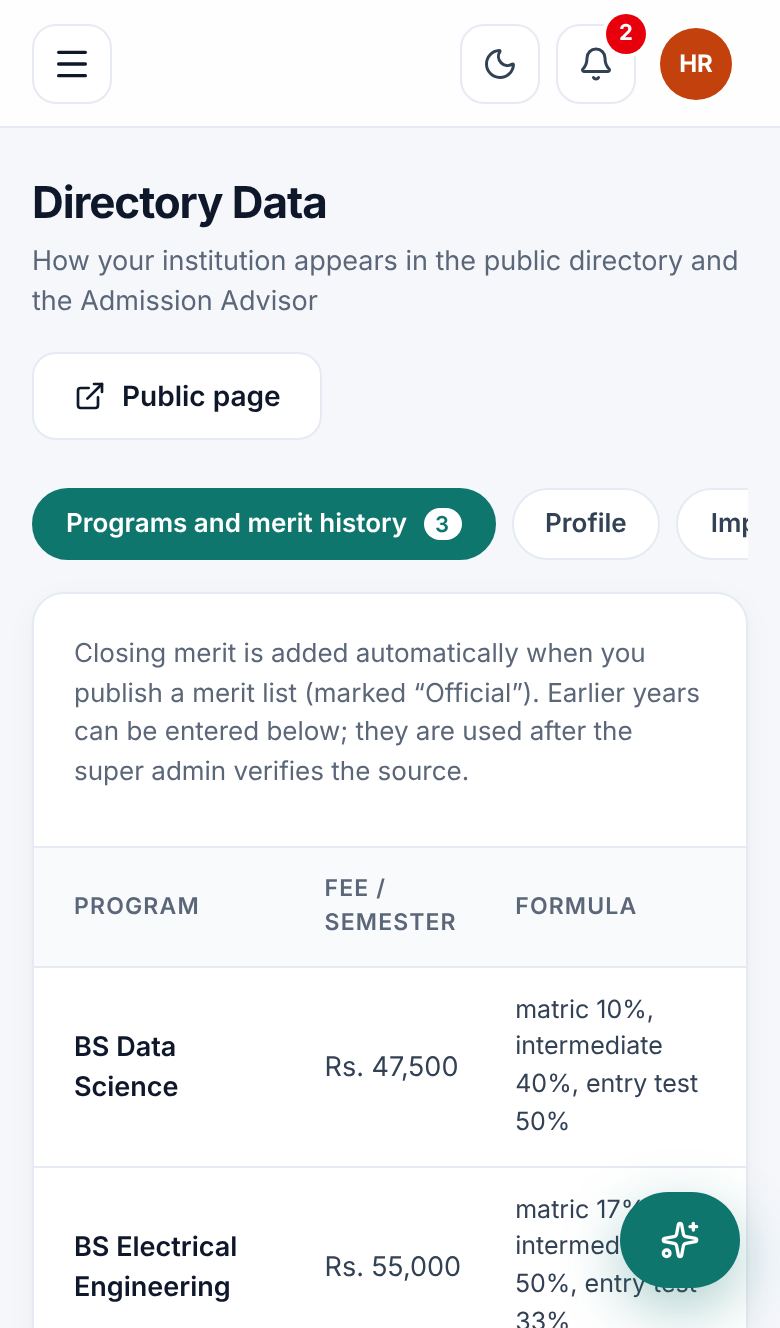 2
HR
Directory Data
How your institution appears in the public directory and
the Admission Advisor
Public page
Programs and merit history 3
Profile
Closing merit is added automatically when you
publish a merit list (marked “Official”). Earlier years
can be entered below; they are used after the
super admin verifies the source.
PROGRAM
FEE /
SEMESTER
FORMULA
BS Data
Science
Rs. 47,500
matric 10%,
intermediate
40%, entry test
50%
BS Electrical
Engineering
Rs. 55,000
matric
50%, entry test
33%